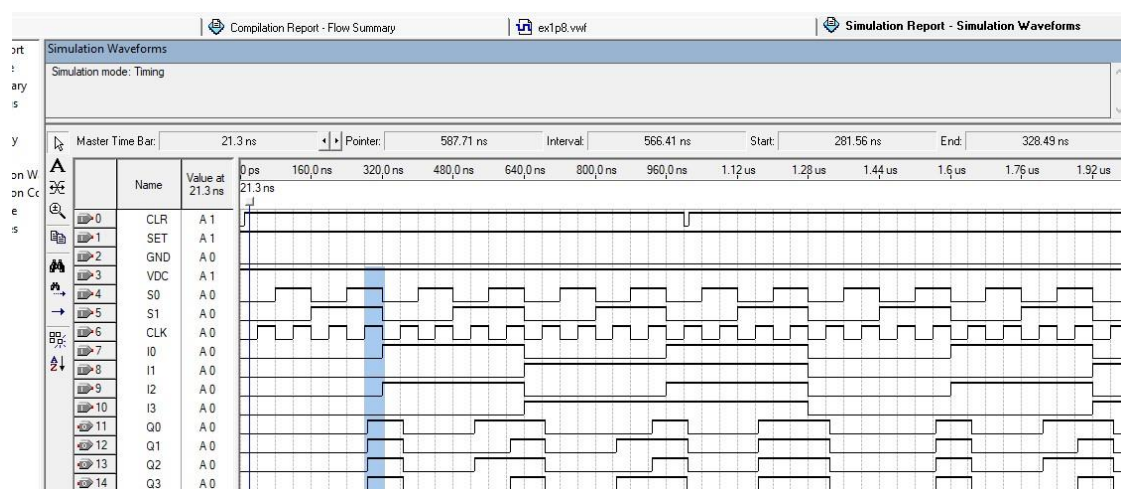 Compilation Report - Flow Summary
ex1p8.vwf
Simulation Report - Simulation Waveforms
Simulation Waveforms
Simulation mode: Timing
Master Time Bar: 21.3 ns Pointer: 587.71 ns Interval: 566.41 ns Start: 281.56 ns End: 328.49 ns
Name Value at 21.3 ns
0 ps 160.0 ns 320.0 ns 480.0 ns 640.0 ns 800.0 ns 960.0 ns 1.12 us 1.28 us 1.44 us 1.6 us 1.76 us 1.92 us
21.3 ns
0 CLR A 1
1 SET A 1
2 GND A 0
3 VDC A 1
4 S0 A 0
5 S1 A 0
6 CLK A 0
7 I0 A 0
8 I1 A 0
9 I2 A 0
10 I3 A 0
11 Q0 A 0
12 Q1 A 0
13 Q2 A 0
14 Q3 A 0